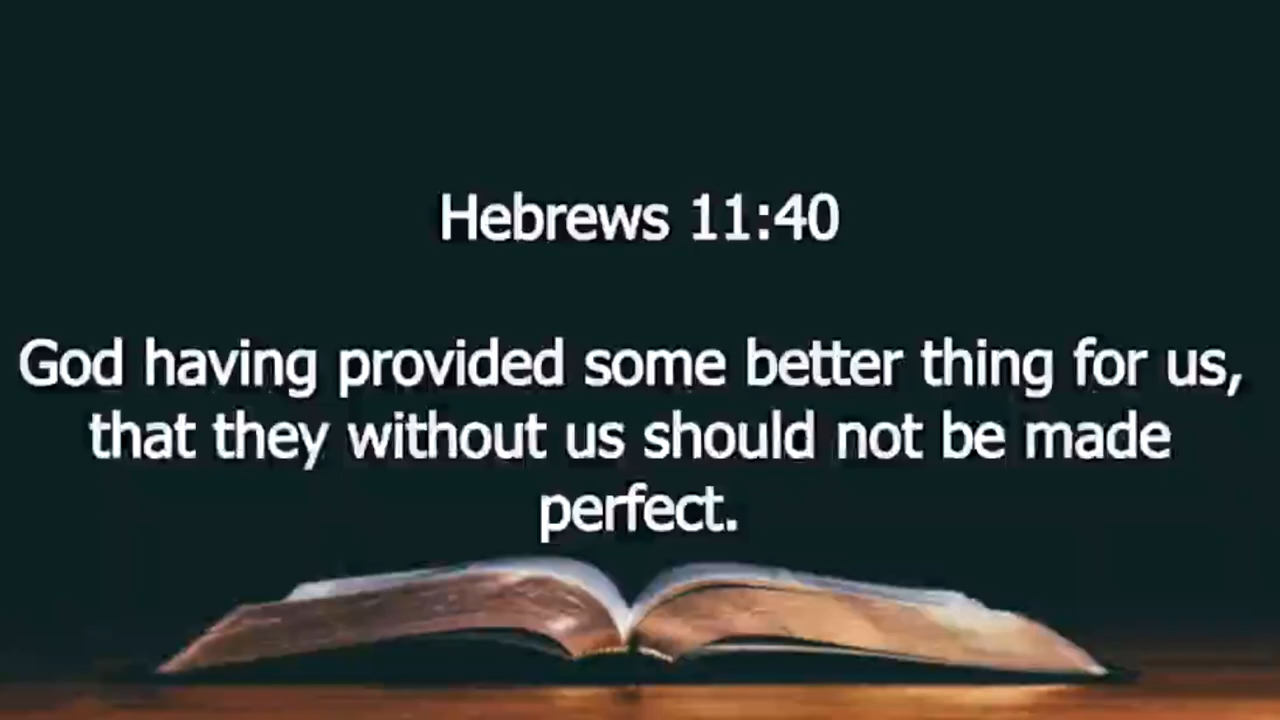 Hebrews 11:40
God having provided some better thing for us,
that they without us should not be made
perfect.